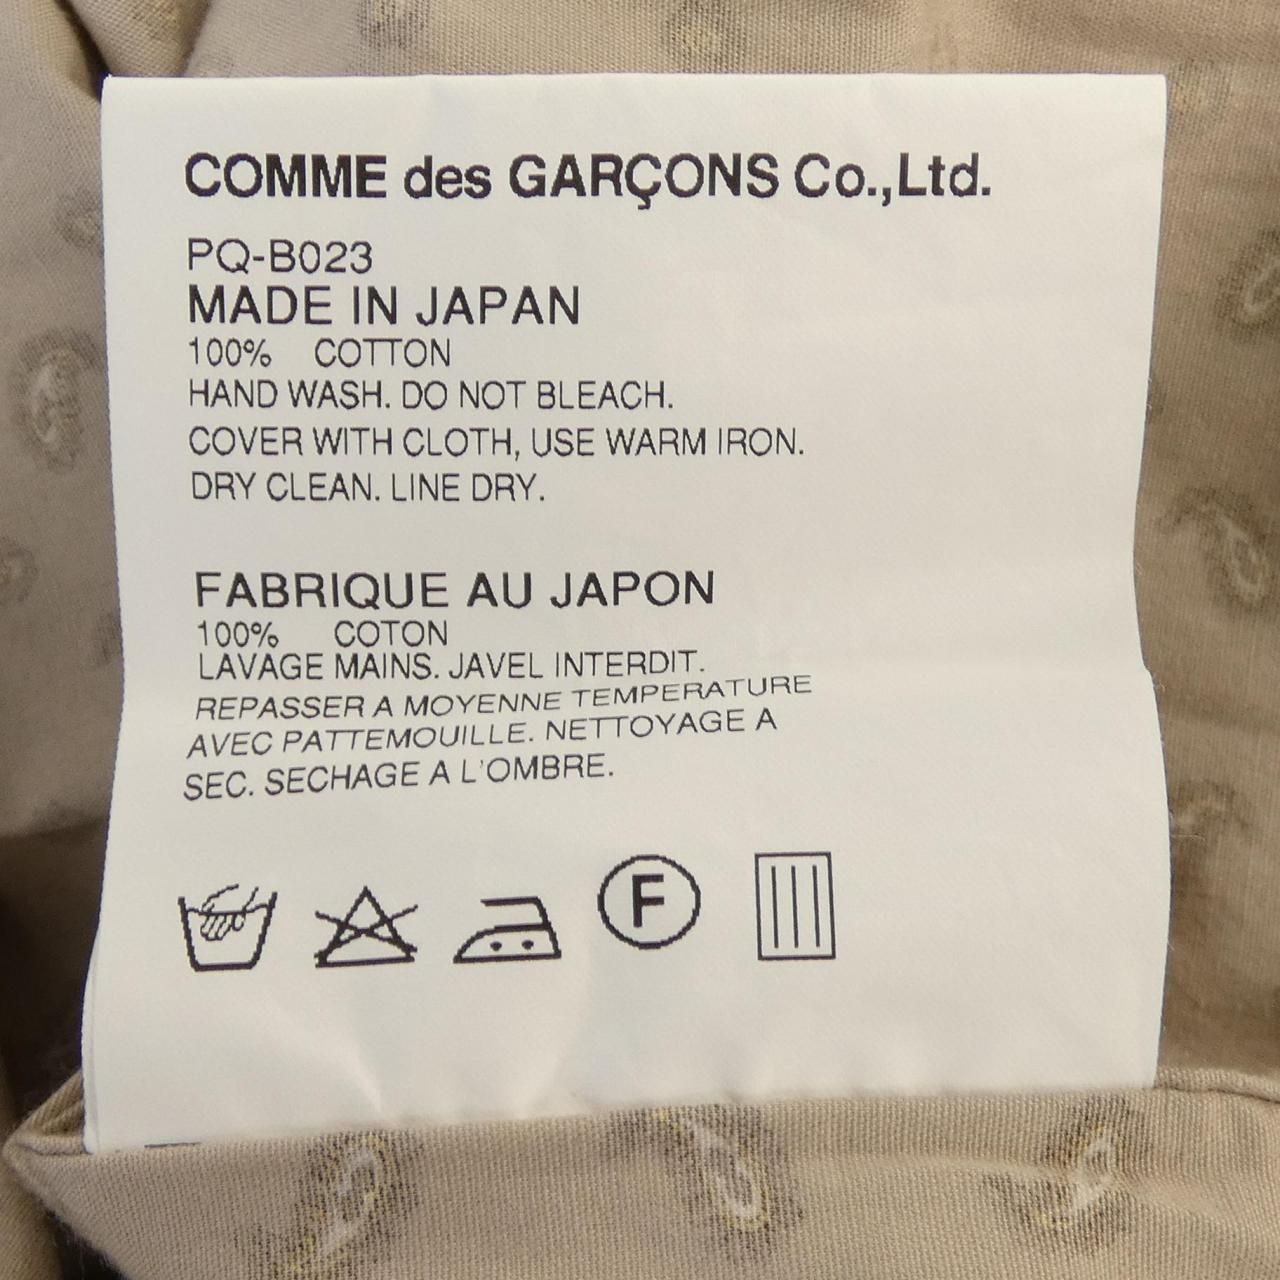 COMME des GARÇONS Co.,Ltd.
PQ-B023
MADE IN JAPAN
100% COTTON
HAND WASH. DO NOT BLEACH.
COVER WITH CLOTH, USE WARM IRON.
DRY CLEAN. LINE DRY.
FABRIQUE AU JAPON
100% COTON
LAVAGE MAINS. JAVEL INTERDIT.
REPASSER A MOYENNE TEMPERATURE
AVEC PATTEMOUILLE. NETTOYAGE A
SEC. SECHAGE A L'OMBRE.
F